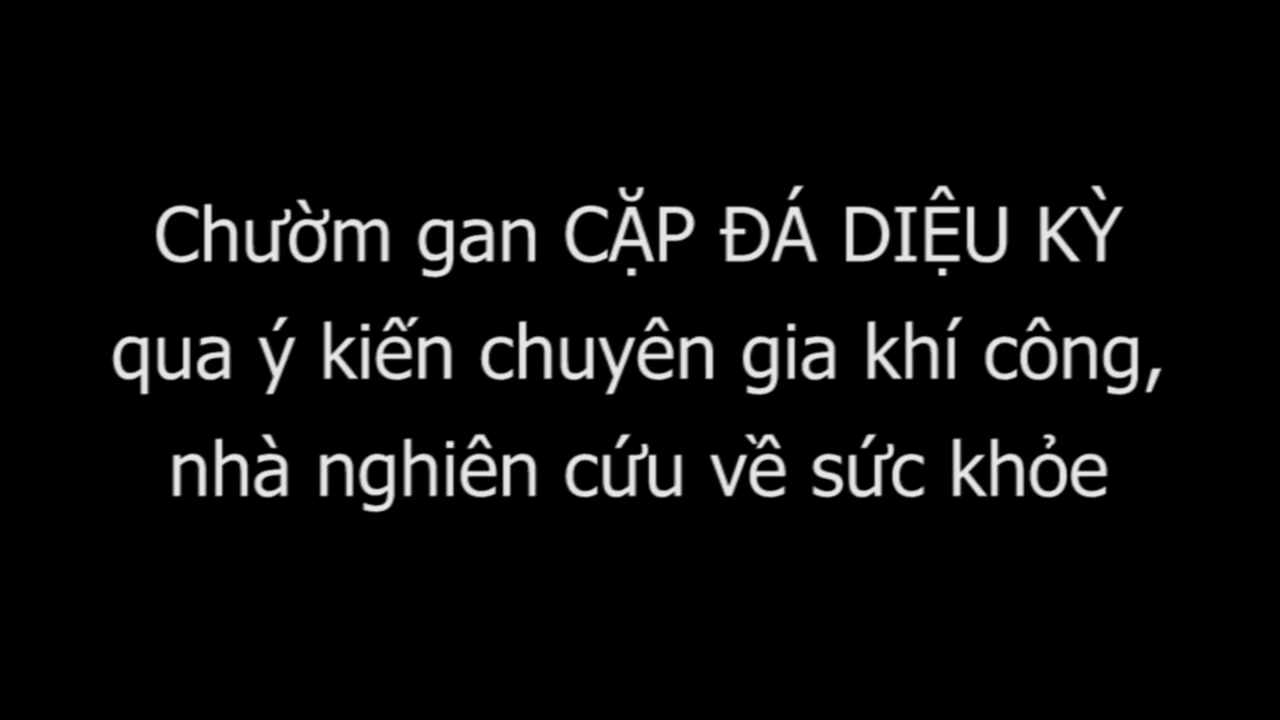 Chườm gan CẶP ĐÁ DIỆU KỲ
qua ý kiến chuyên gia khí công,
nhà nghiên cứu về sức khỏe